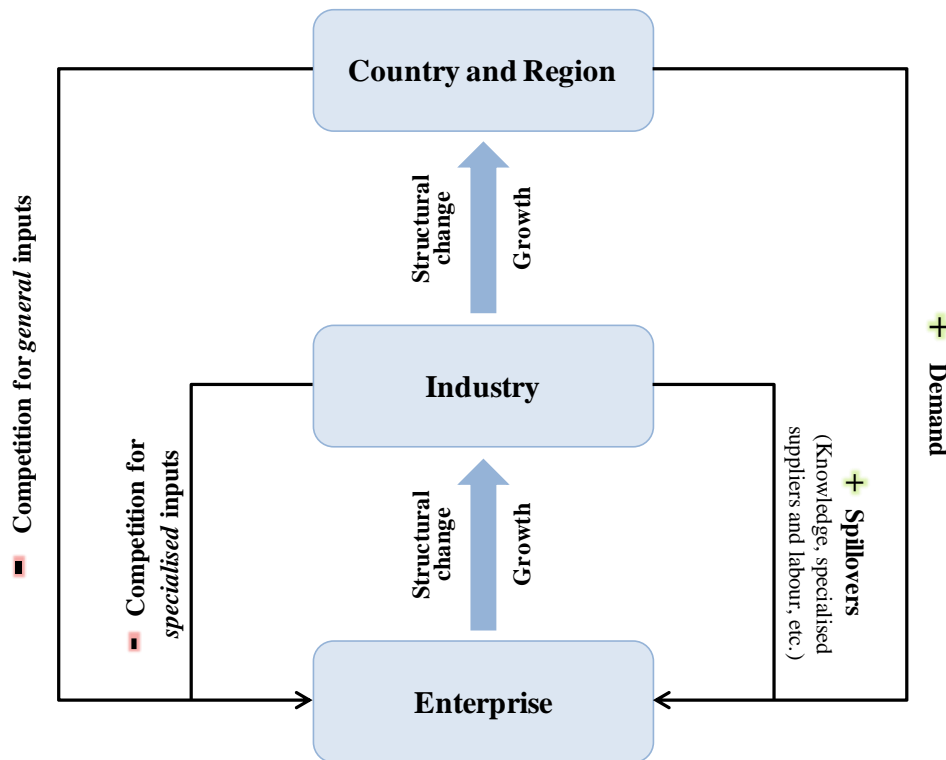 Country and Region
Structural
change
Growth
- Competition for general inputs
+ Demand
Industry
- Competition for
specialised inputs
Structural
change
Growth
+ Spillovers
(Knowledge, specialised
suppliers and labour, etc.)
Enterprise